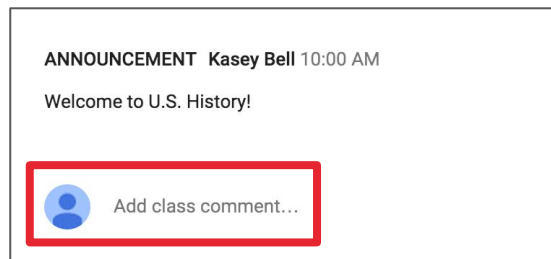 ANNOUNCEMENT Kasey Bell 10:00 AM
Welcome to U.S. History!
Add class comment...